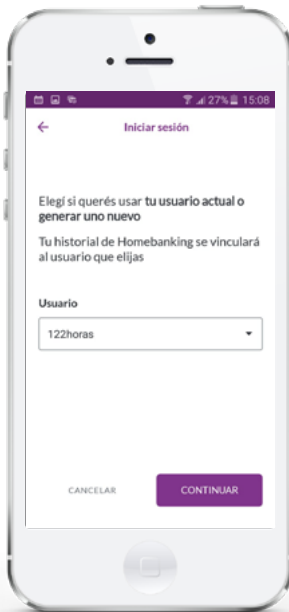 27% 15:08
Iniciar sesión
Elegí si querés usar tu usuario actual o
generar uno nuevo
Tu historial de Homebanking se vinculará
al usuario que elijas
Usuario
122horas
CANCELAR
CONTINUAR